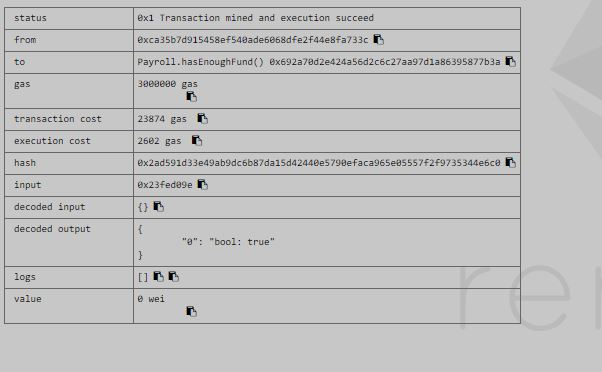 status 0x1 Transaction mined and execution succeed
from 0xca35b7d915458ef540ade6068dfe2f44e8fa733c
to Payroll.hasEnoughFund() 0x692a70d2e424a56d2c6c27aa97d1a86395877b3a
gas 3000000 gas
transaction cost 23874 gas
execution cost 2602 gas
hash 0x2ad591d33e49ab9dc6b87da15d42440e5790efaca965e05557f2f9735344e6c0
input 0x23fed09e
decoded input {}
decoded output {
"0": "bool: true"
}
logs []
value 0 wei
re